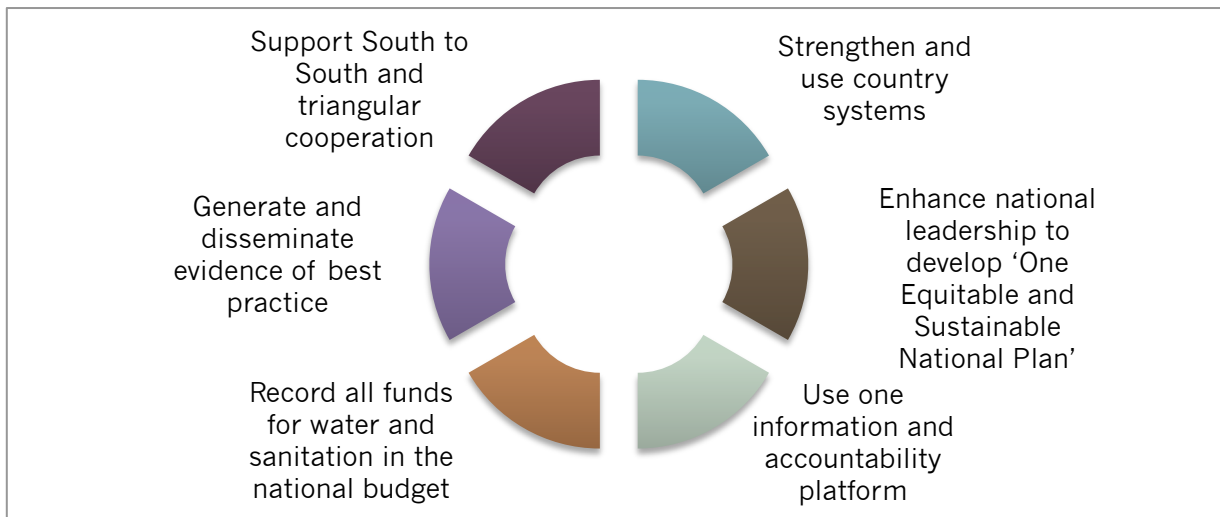 Support South to
South and
triangular
cooperation
Strengthen and
use country
systems
Enhance national
leadership to
develop ‘One
Equitable and
Sustainable
National Plan’
Use one
information and
accountability
platform
Record all funds
for water and
sanitation in the
national budget
Generate and
disseminate
evidence of best
practice